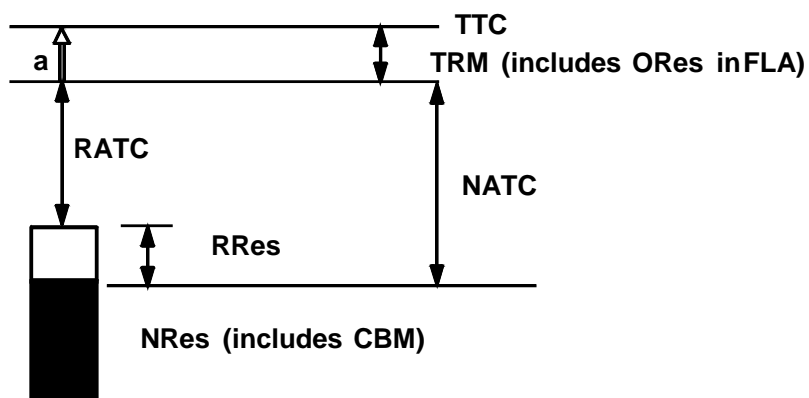 TTC
a
TRM (includes ORes inFLA)
RATC
NATC
RRes
NRes (includes CBM)